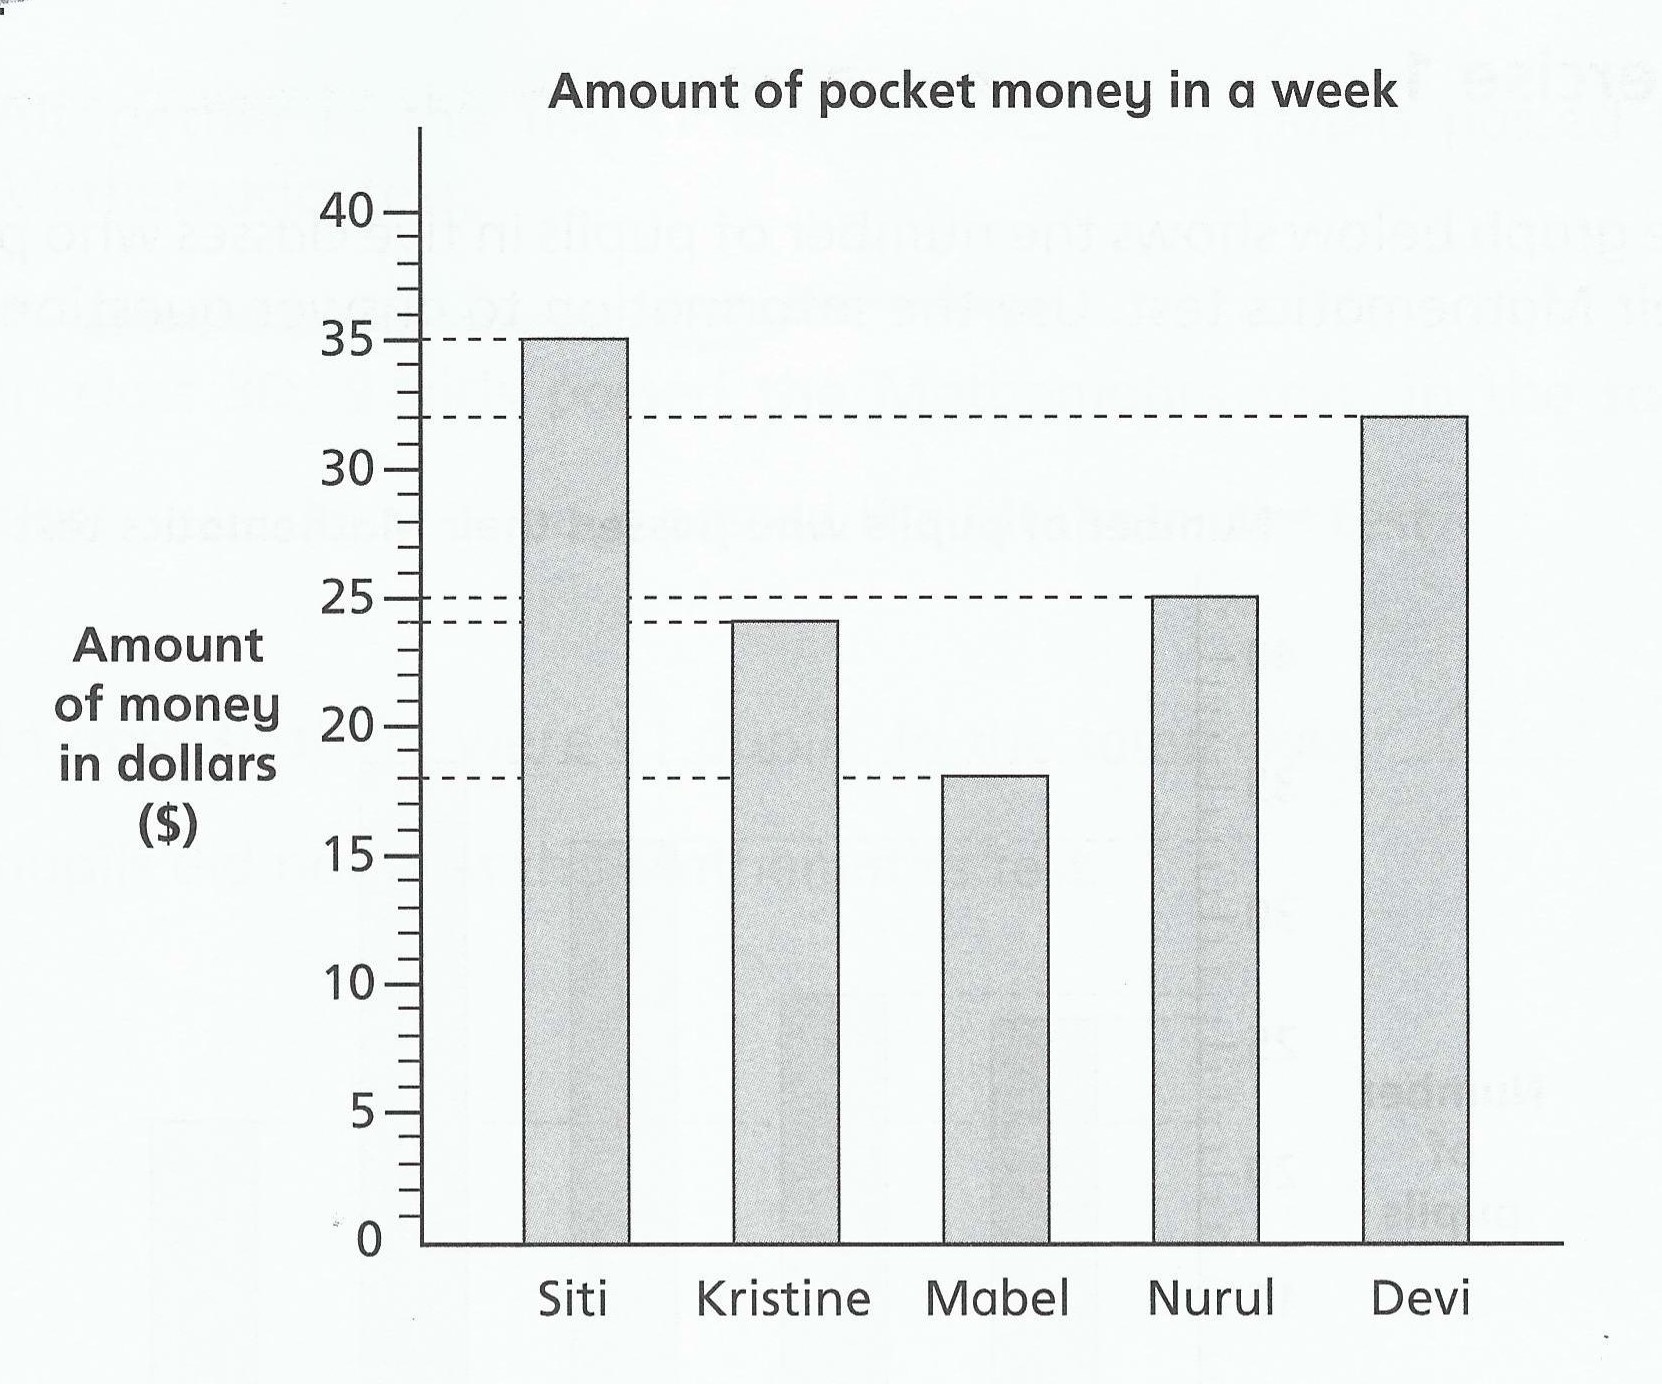 Amount of pocket money in a week
40
35
30
25
20
15
10
5
0
Amount
of money
in dollars
($)
Siti Kristine Mabel Nurul Devi